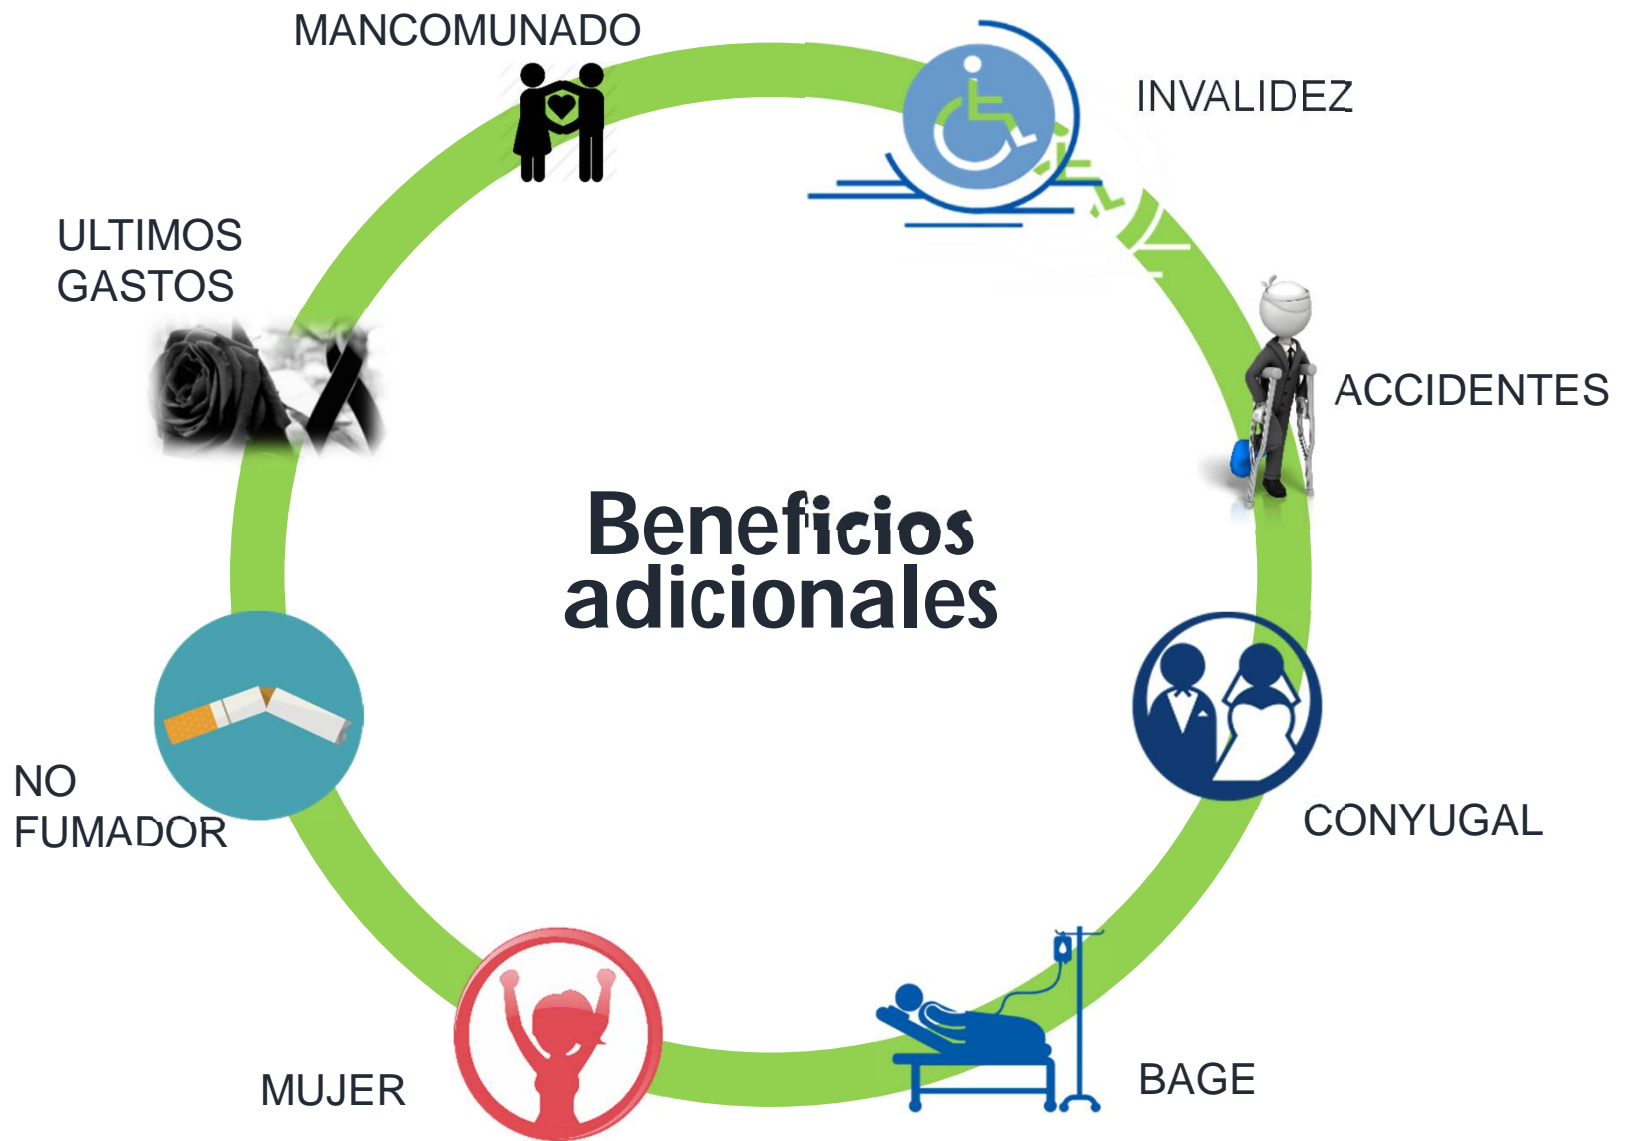 MANCOMUNADO
INVALIDEZ
ULTIMOS
GASTOS
ACCIDENTES
Beneficios
adicionales
NO
FUMADOR
CONYUGAL
MUJER
BAGE